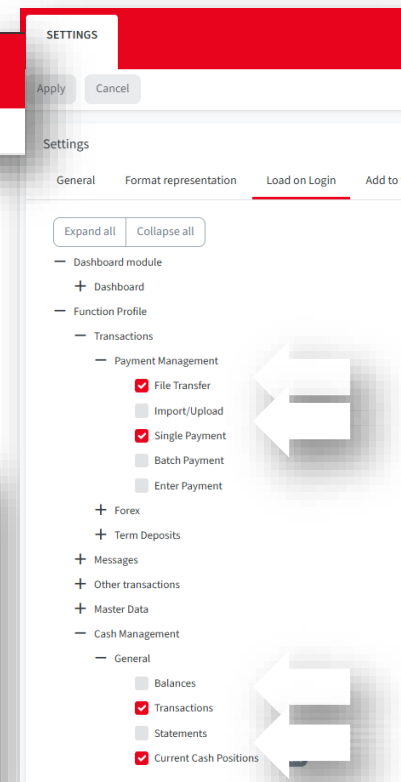 SETTINGS
Apply Cancel
Settings
General Format representation Load on Login Add to
Expand all Collapse all
Dashboard module
Dashboard
Function Profile
Transactions
Payment Management
File Transfer
Import/Upload
Single Payment
Batch Payment
Enter Payment
Forex
Term Deposits
Messages
Other transactions
Master Data
Cash Management
General
Balances
Transactions
Statements
Current Cash Positions